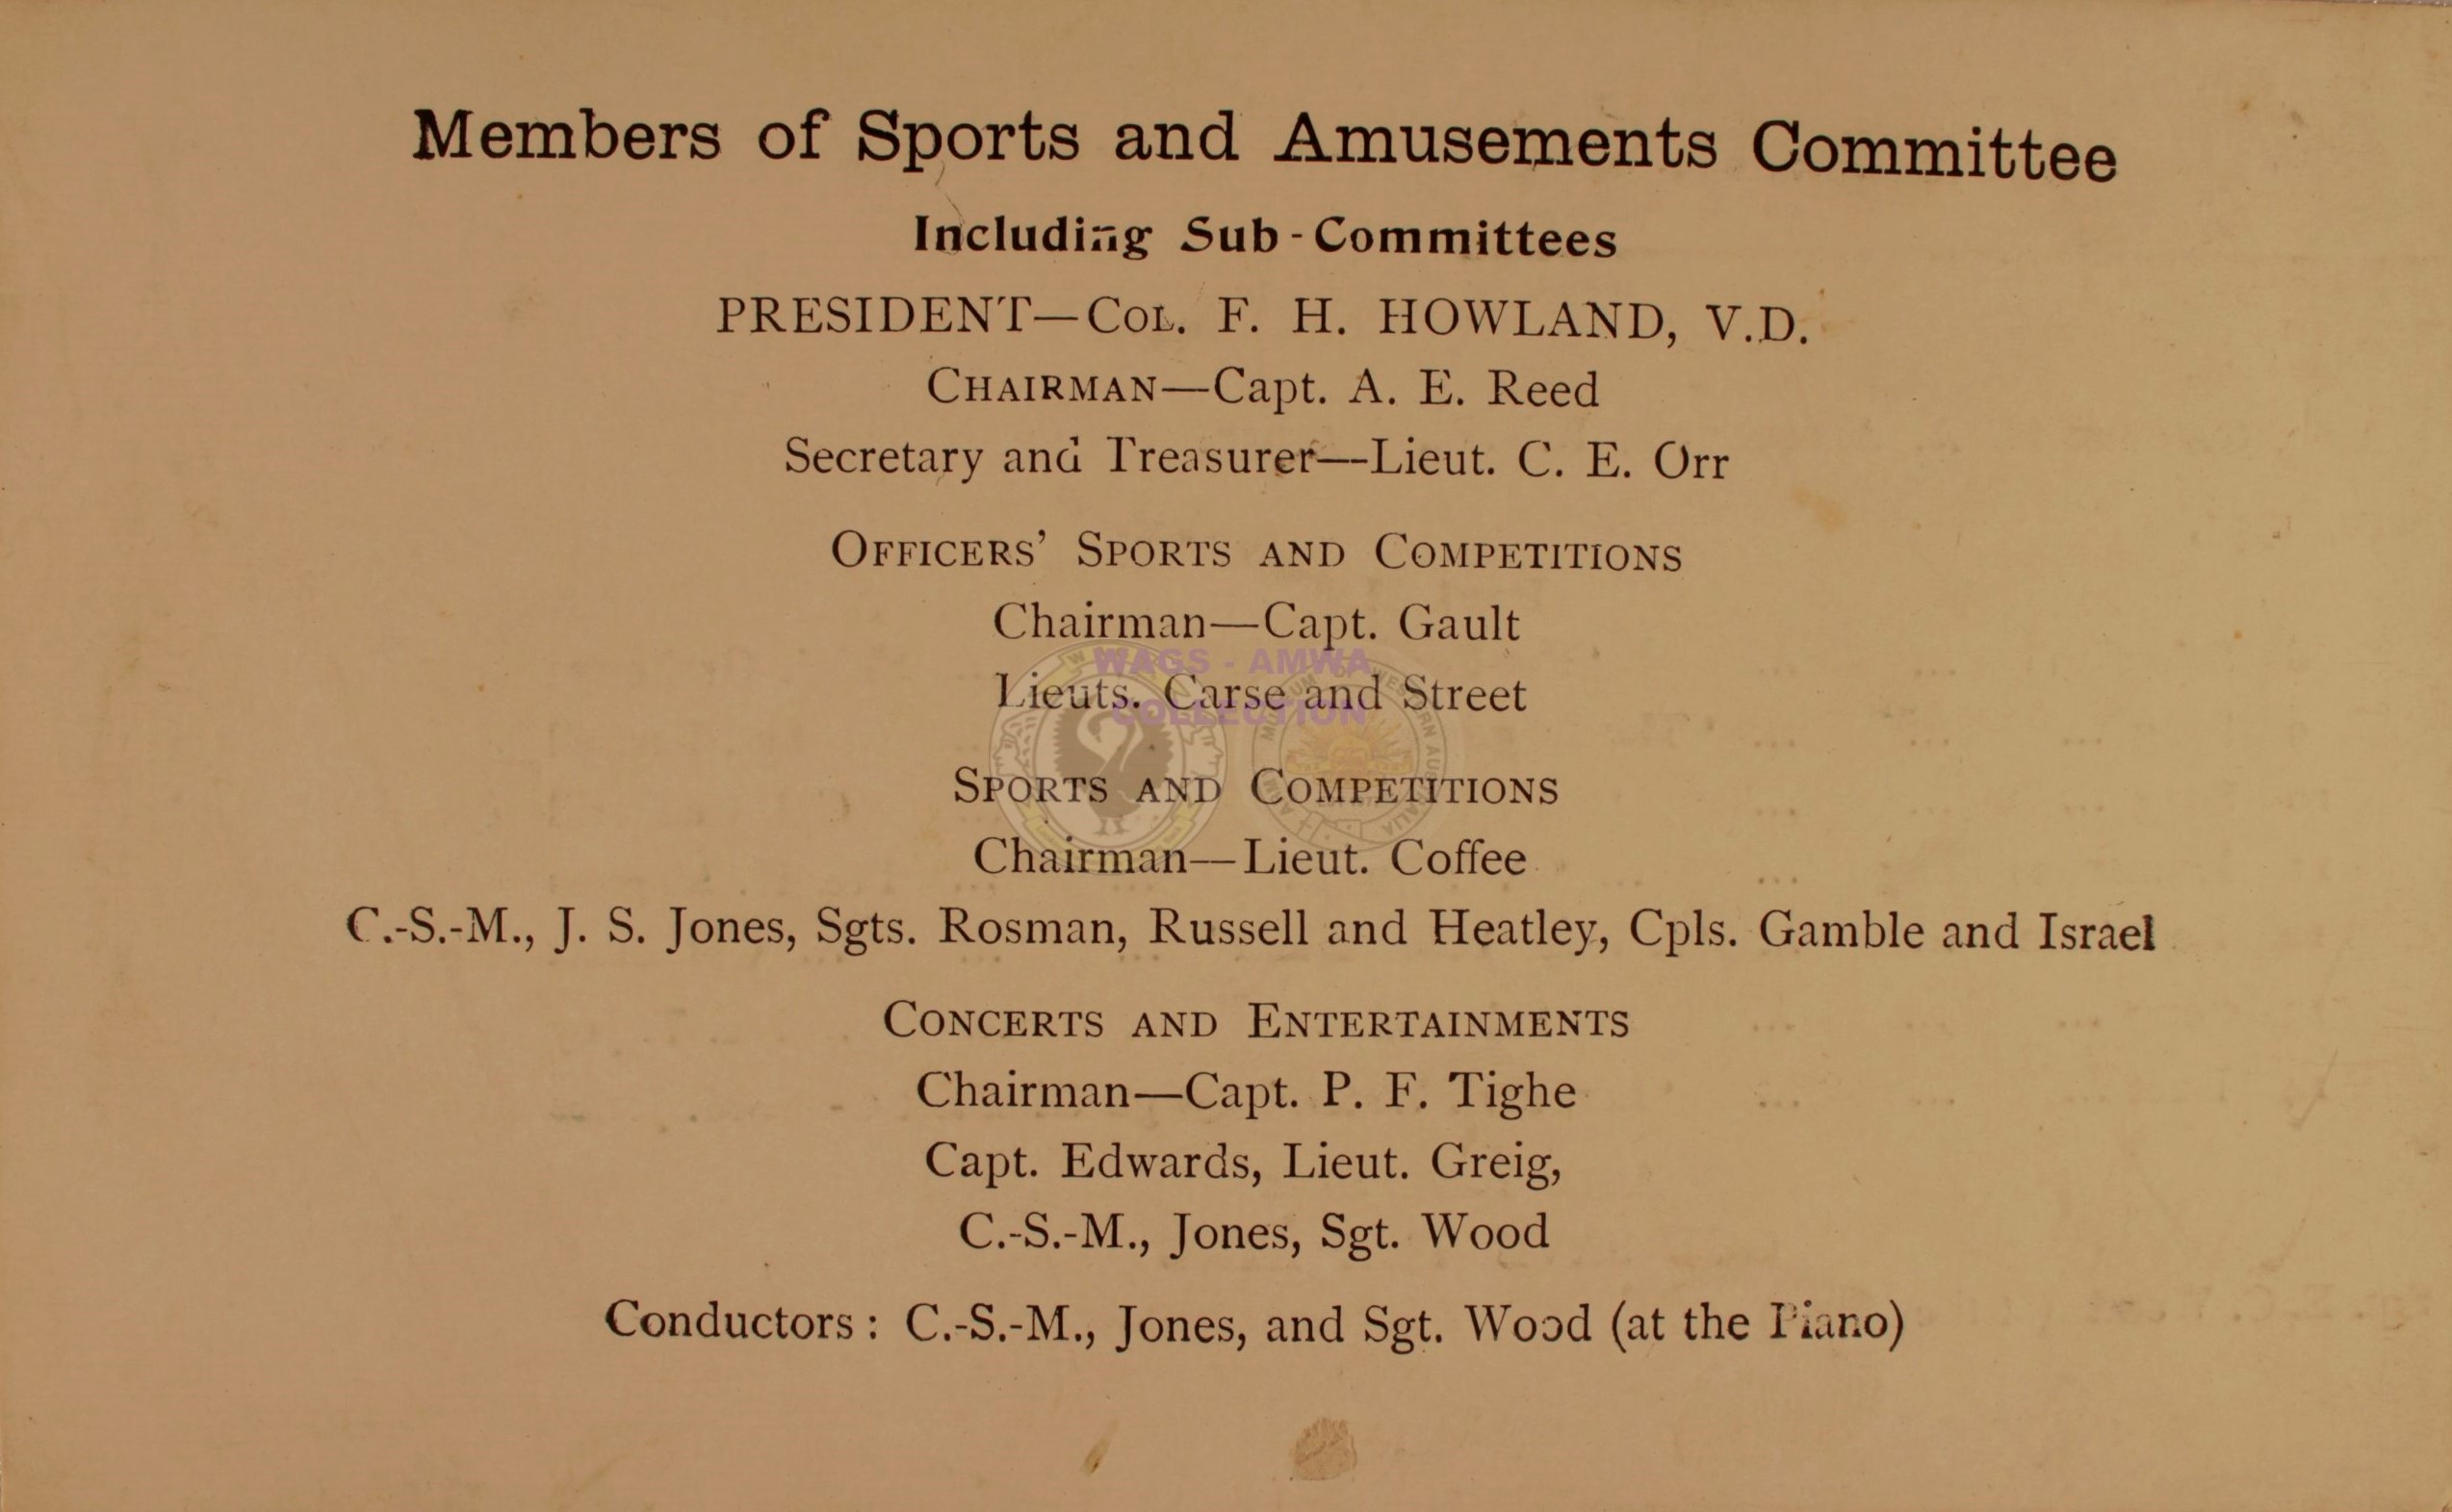 Members of Sports and Amusements Committee
Including Sub-Committees
PRESIDENT—COL. F. H. HOWLAND, V.D.
CHAIRMAN—Capt. A. E. Reed
Secretary and Treasurer—Lieut. C. E. Orr
OFFICERS' SPORTS AND COMPETITIONS
Chairman—Capt. Gault
WAGS - AMWA
Lieuts. Carse and Street
COLLECTION
SPORTS AND COMPETITIONS
Chairman—Lieut. Coffee
C.-S.-M., J. S. Jones, Sgts. Rosman, Russell and Heatley, Cpls. Gamble and Israel
CONCERTS AND ENTERTAINMENTS
Chairman—Capt. P. F. Tighe
Capt. Edwards, Lieut. Greig,
C.-S.-M., Jones, Sgt. Wood
Conductors: C.-S.-M., Jones, and Sgt. Wood (at the Piano)